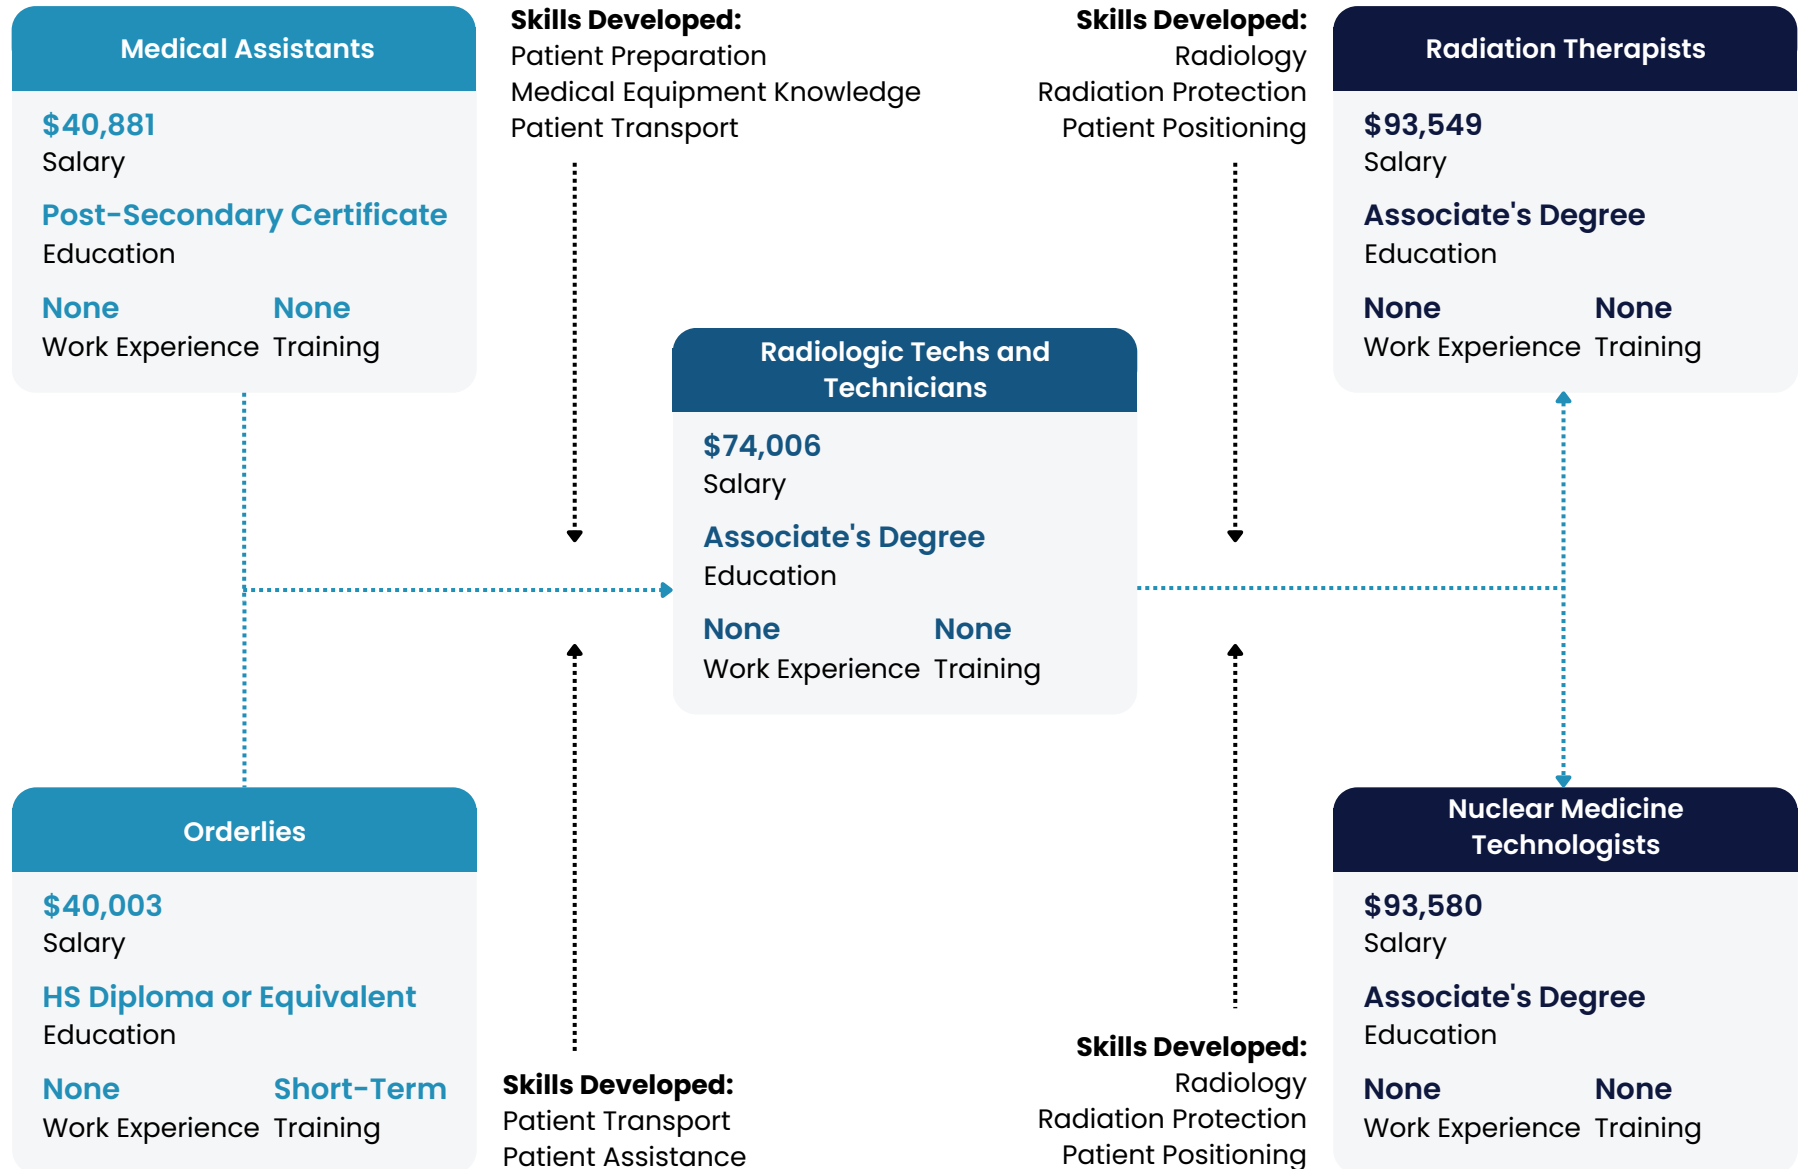 Medical Assistants
$40,881
Salary
Post-Secondary Certificate
Education
None None
Work Experience Training
Skills Developed:
Patient Preparation
Medical Equipment Knowledge
Patient Transport
Skills Developed:
Radiology
Radiation Protection
Patient Positioning
Radiation Therapists
$93,549
Salary
Associate's Degree
Education
None None
Work Experience Training
Radiologic Techs and
Technicians
$74,006
Salary
Associate's Degree
Education
None None
Work Experience Training
Orderlies
$40,003
Salary
HS Diploma or Equivalent
Education
None Short-Term
Work Experience Training
Skills Developed:
Patient Transport
Patient Assistance
Skills Developed:
Radiology
Radiation Protection
Patient Positioning
Nuclear Medicine
Technologists
$93,580
Salary
Associate's Degree
Education
None None
Work Experience Training